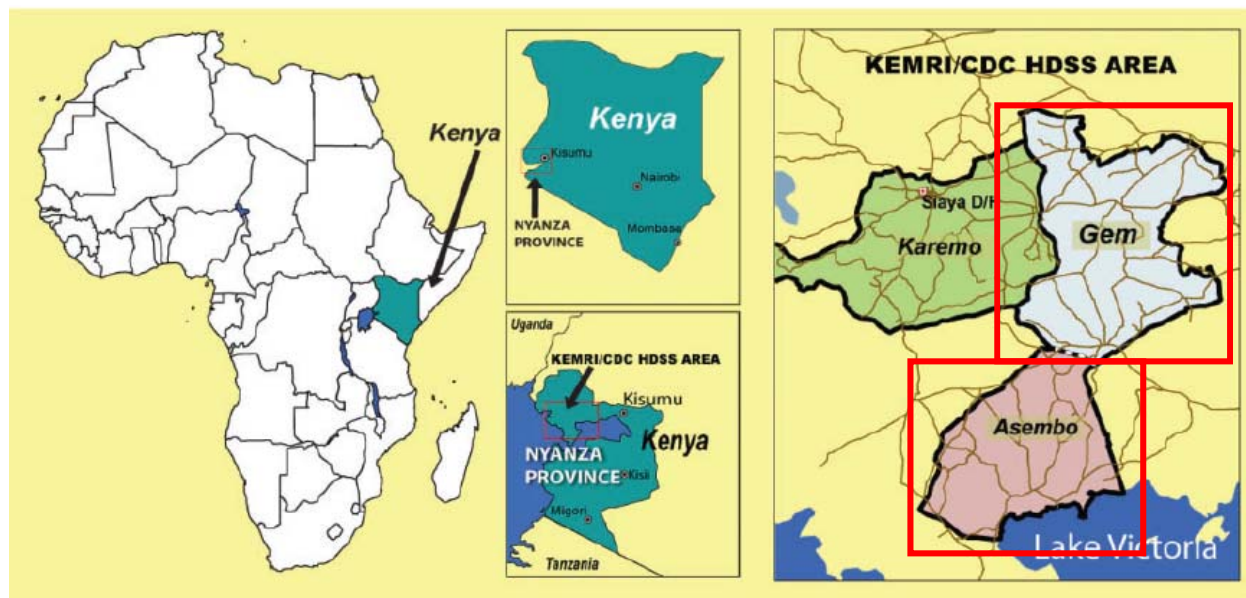 Kenya
Kenya
Kisumu
Nairobi
Mombasa
NYANZA
PROVINCE
Uganda
KEMRI/CDC HDSS AREA
Kisumu
Kenya
NYANZA
PROVINCE
Kisii
Migori
Tanzania
KEMRI/CDC HDSS AREA
Siaya D/H
Karemo
Gem
Asembo
Lake Victoria